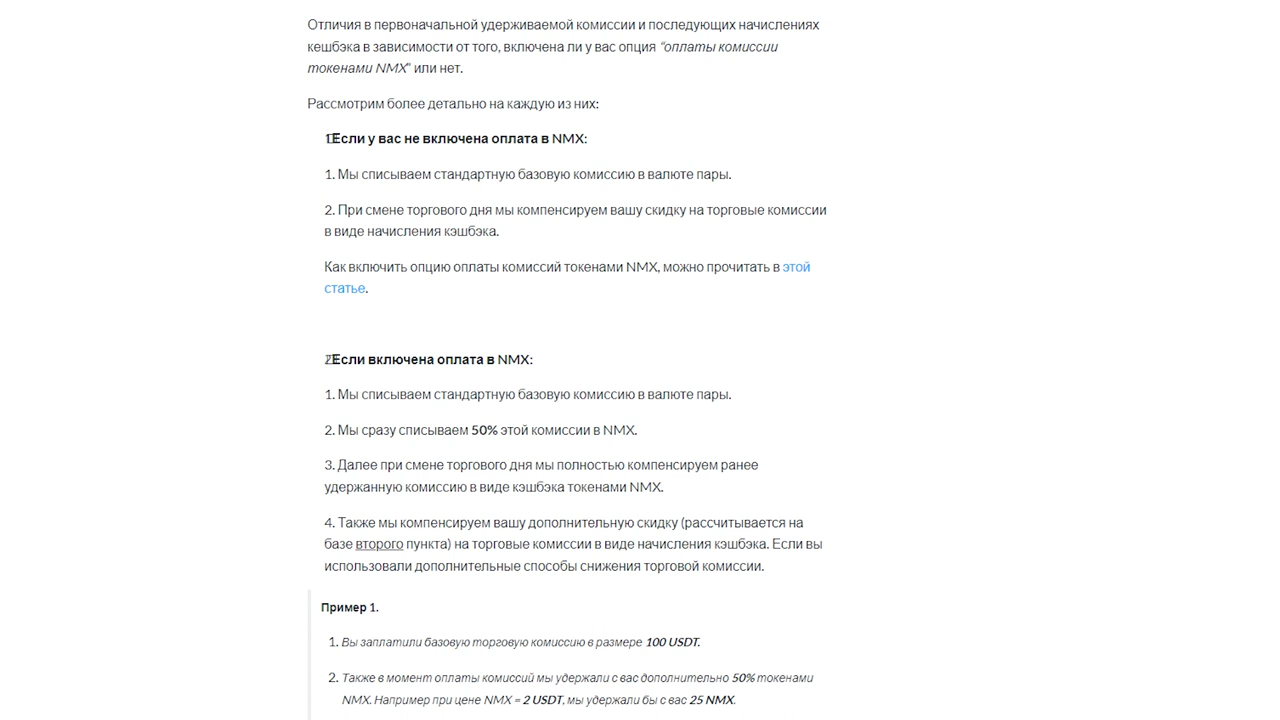 Отличия в первоначальной удерживаемой комиссии и последующих начислениях
кешбэка в зависимости от того, включена ли у вас опция "оплаты комиссии
токенами NMX" или нет.
Рассмотрим более детально на каждую из них:
1Если у вас не включена оплата в NMX:
1. Мы списываем стандартную базовую комиссию в валюте пары.
2. При смене торгового дня мы компенсируем вашу скидку на торговые комиссии
в виде начисления кэшбэка.
Как включить опцию оплаты комиссий токенами NMX, можно прочитать в этой
статье.
2Если включена оплата в NMX:
1. Мы списываем стандартную базовую комиссию в валюте пары.
2. Мы сразу списываем 50% этой комиссии в NMX.
3. Далее при смене торгового дня мы полностью компенсируем ранее
удержанную комиссию в виде кэшбэка токенами NMX.
4. Также мы компенсируем вашу дополнительную скидку (рассчитывается на
базе второго пункта) на торговые комиссии в виде начисления кэшбэка. Если вы
использовали дополнительные способы снижения торговой комиссии.
Пример 1.
1. Вы заплатили базовую торговую комиссию в размере 100 USDT.
2. Также в момент оплаты комиссий мы удержали с вас дополнительно 50% токенами
NMX. Например при цене NMX = 2 USDT, мы удержали бы с вас 25 NMX.